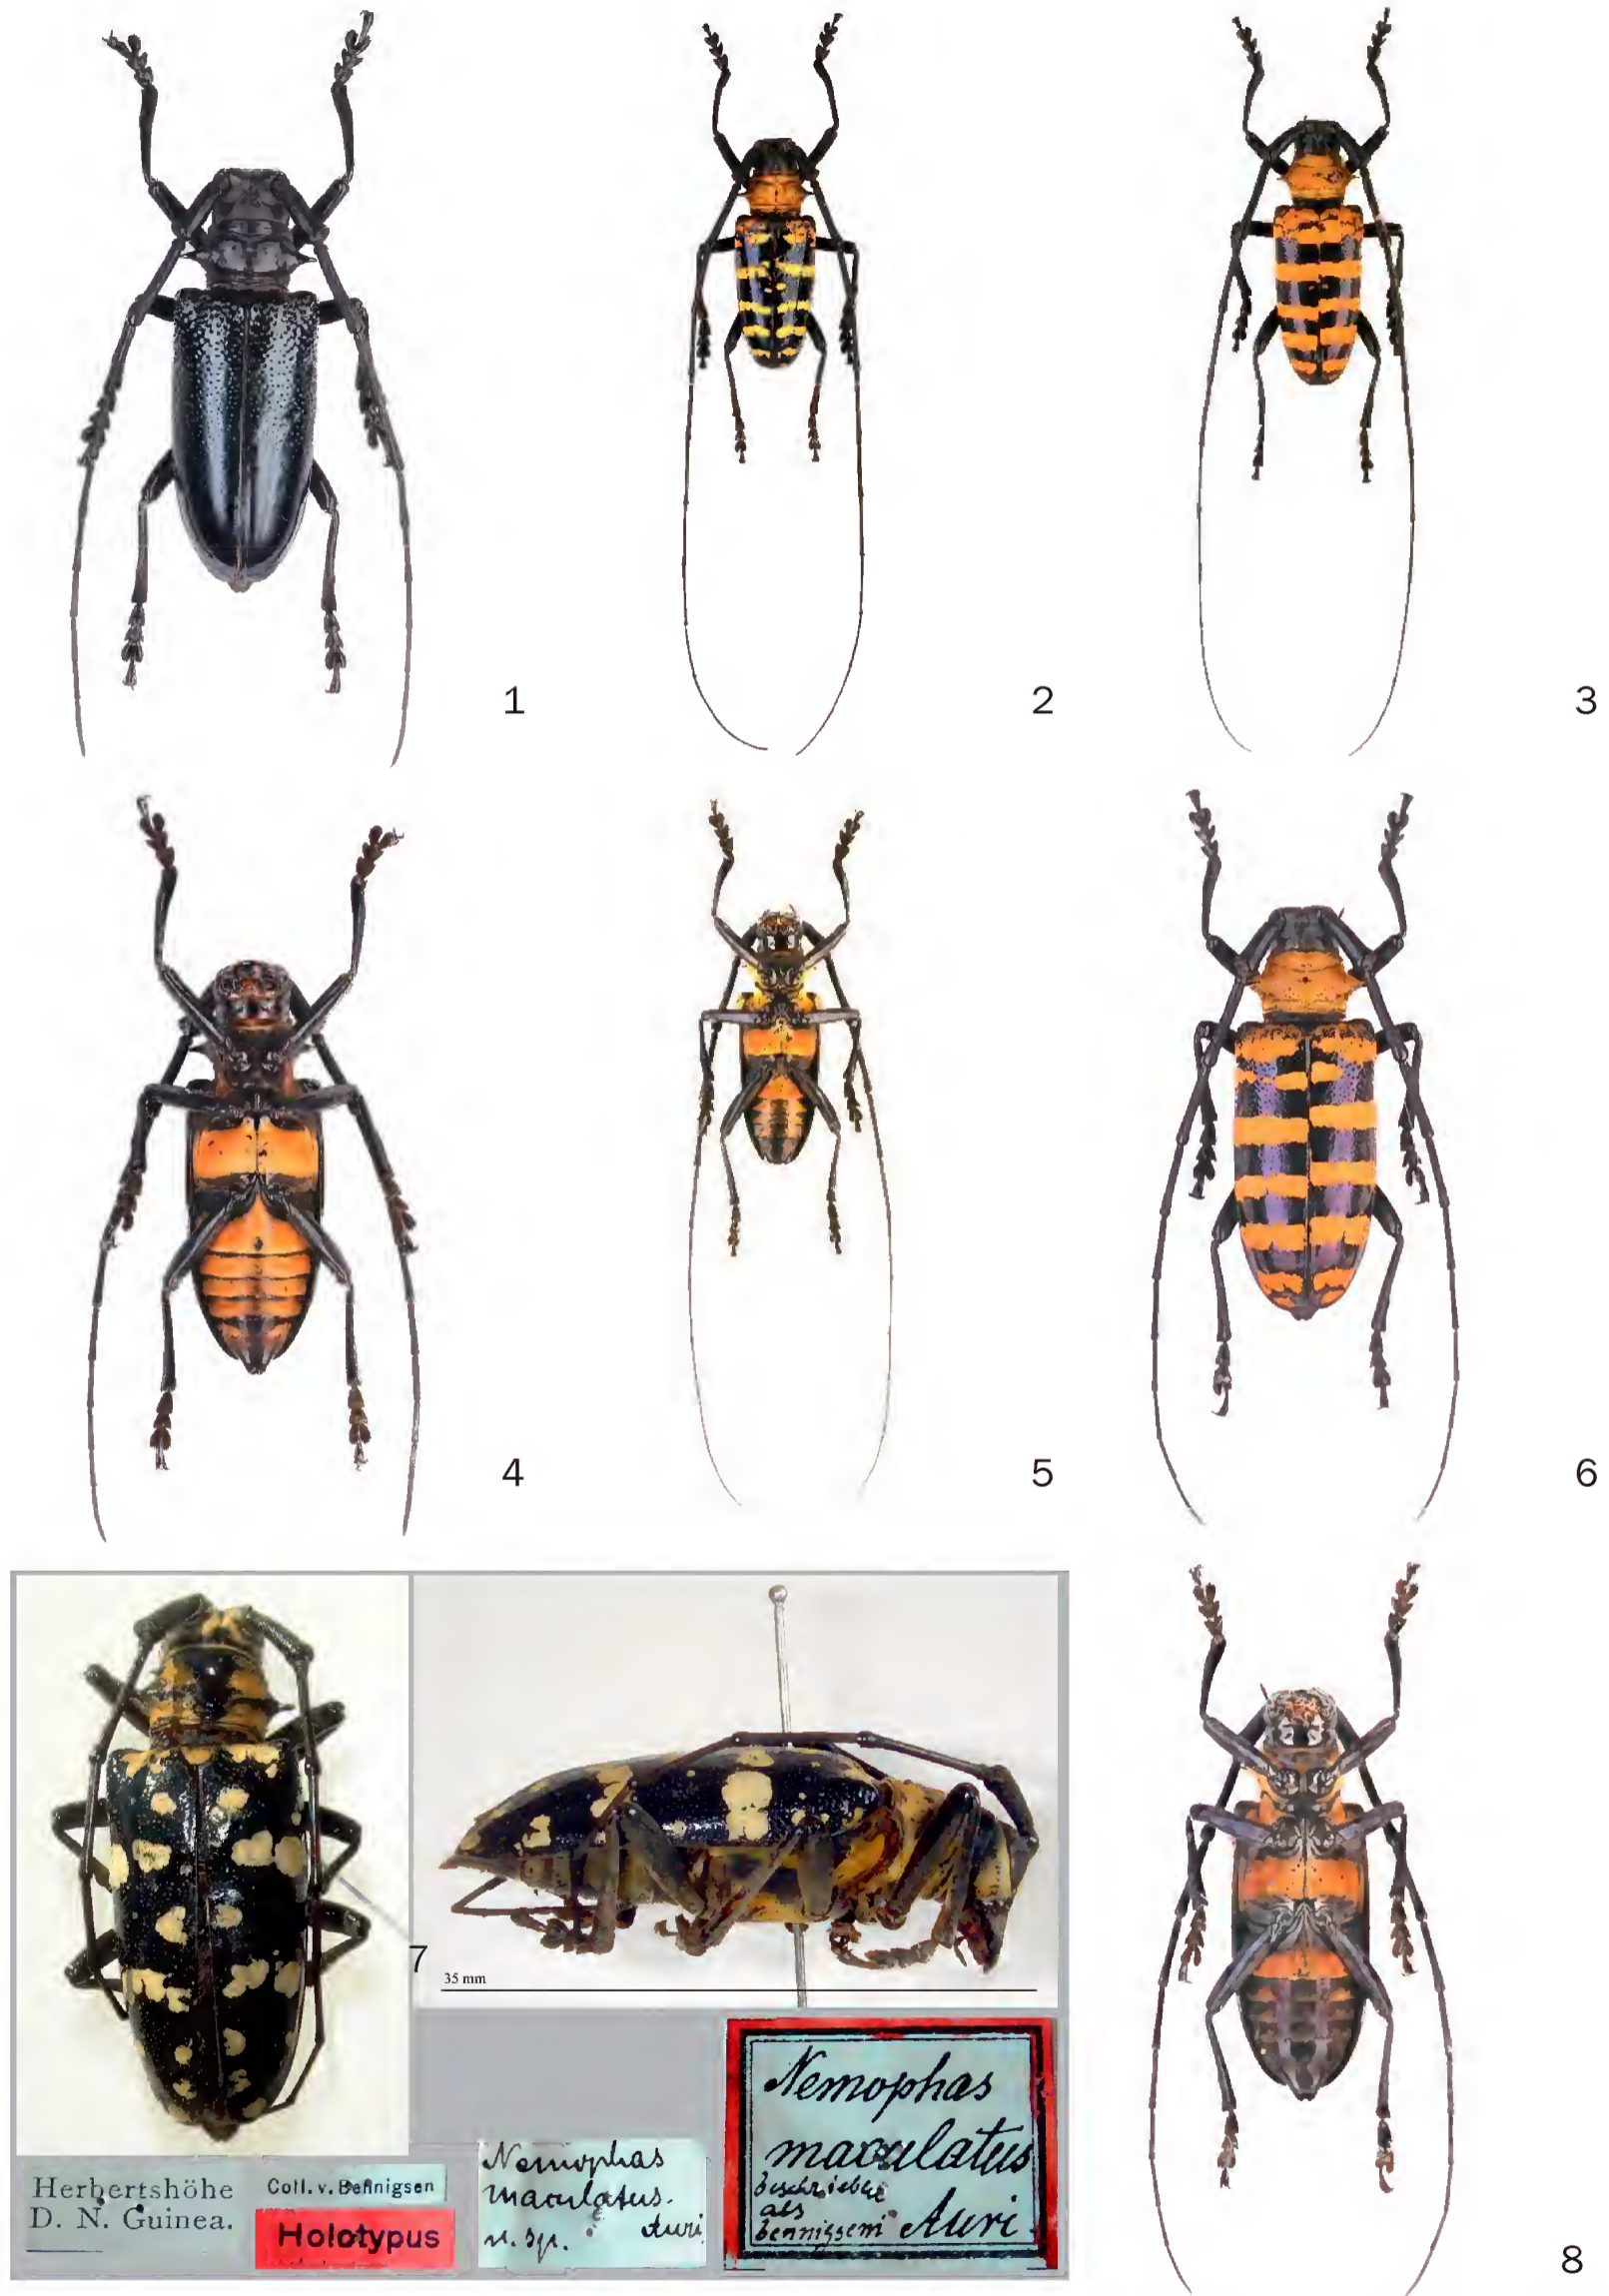 1
2
3
4
5
6
7
35 mm
Herbertshöhe
D. N. Guinea.
Coll. v. Bennigsen
Holotypus
Nemophas
maculatus.
n. sp. Auri
Nemophas
maculatus
beschrieben
als
bennigseni Auri.
8